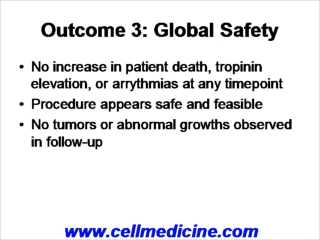 Outcome 3: Global Safety
• No increase in patient death, tropinin
elevation, or arrythmias at any timepoint
• Procedure appears safe and feasible
• No tumors or abnormal growths observed
in follow-up
www.cellmedicine.com